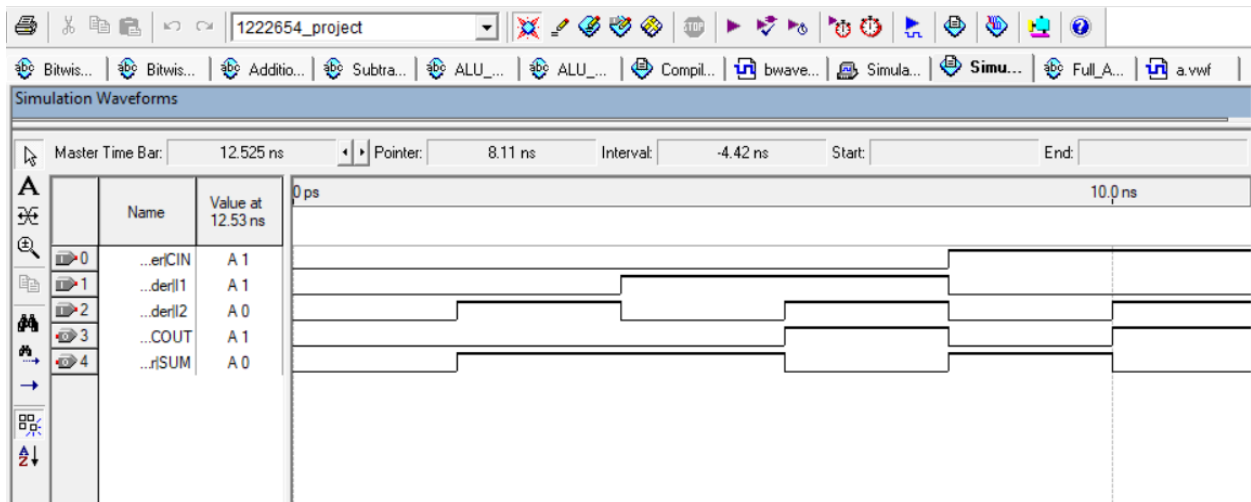 1222654_project
Bitwis... Bitwis... Additio... Subtra... ALU_... ALU_... Compil... bwave... Simula... Simu... Full_A... a.vwf
Simulation Waveforms
Master Time Bar: 12.525 ns Pointer: 8.11 ns Interval: -4.42 ns Start: End:
Name Value at 12.53 ns 0 ps 10.0 ns
0 ...er|CIN A 1
1 ...der|I1 A 1
2 ...der|I2 A 0
3 ...COUT A 1
4 ...r|SUM A 0